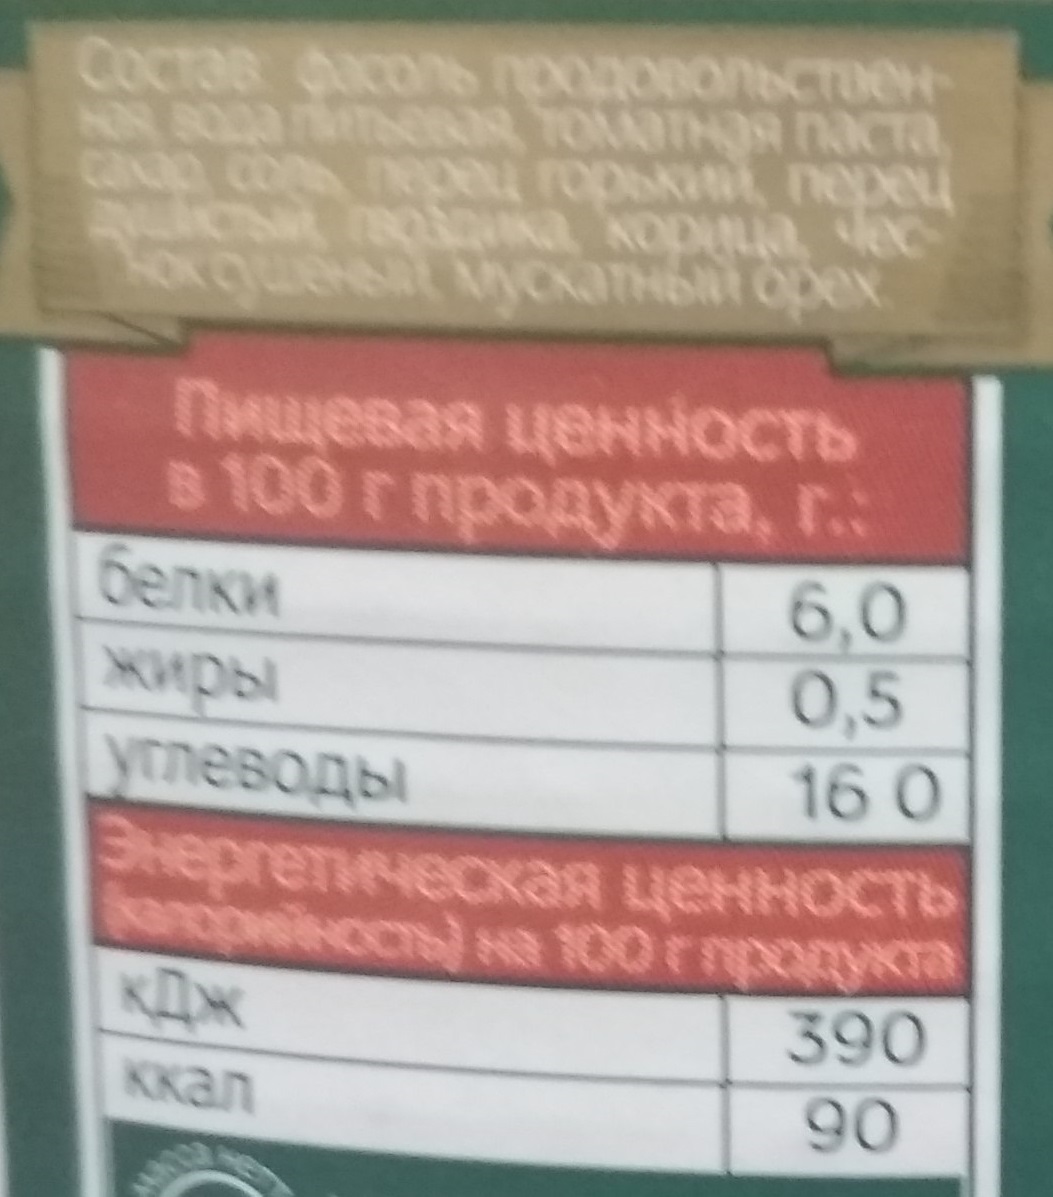 Состав: фасоль продовольствен-
ная, вода питьевая, томатная паста,
сахар, соль, перец горький, перец
душистый, гвоздика, корица, чес-
нок сушеный, мускатный орех.
Пищевая ценность
в 100 г продукта, г.:
белки 6,0
жиры 0,5
углеводы 16 0
Энергетическая ценность
(калорийность) на 100 г продукта
кДж 390
ккал 90